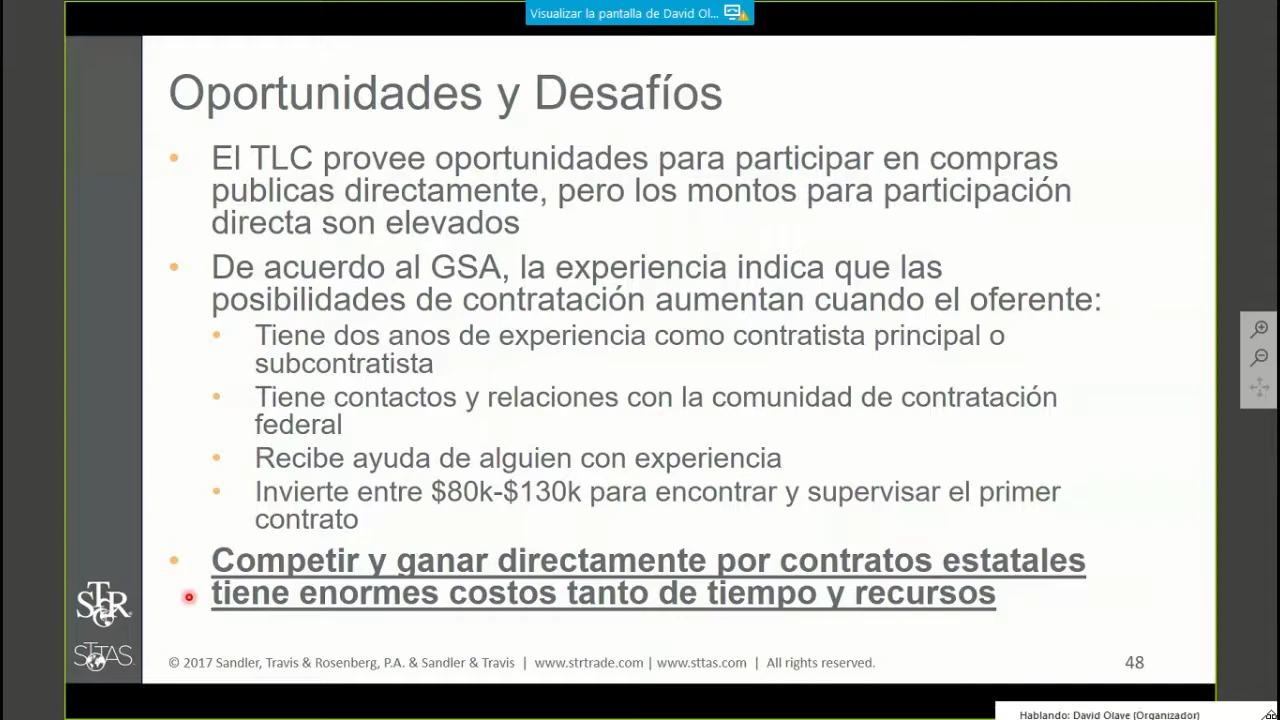 Visualizar la pantalla de David Ol...
Oportunidades y Desafíos
• El TLC provee oportunidades para participar en compras
publicas directamente, pero los montos para participación
directa son elevados
• De acuerdo al GSA, la experiencia indica que las
posibilidades de contratación aumentan cuando el oferente:
• Tiene dos anos de experiencia como contratista principal o
subcontratista
• Tiene contactos y relaciones con la comunidad de contratación
federal
• Recibe ayuda de alguien con experiencia
• Invierte entre $80k-$130k para encontrar y supervisar el primer
contrato
• Competir y ganar directamente por contratos estatales
tiene enormes costos tanto de tiempo y recursos
STR
STTAS
© 2017 Sandler, Travis & Rosenberg, P.A. & Sandler & Travis | www.strtrade.com | www.sttas.com | All rights reserved.
48
Hablando: David Olave (Organizador)